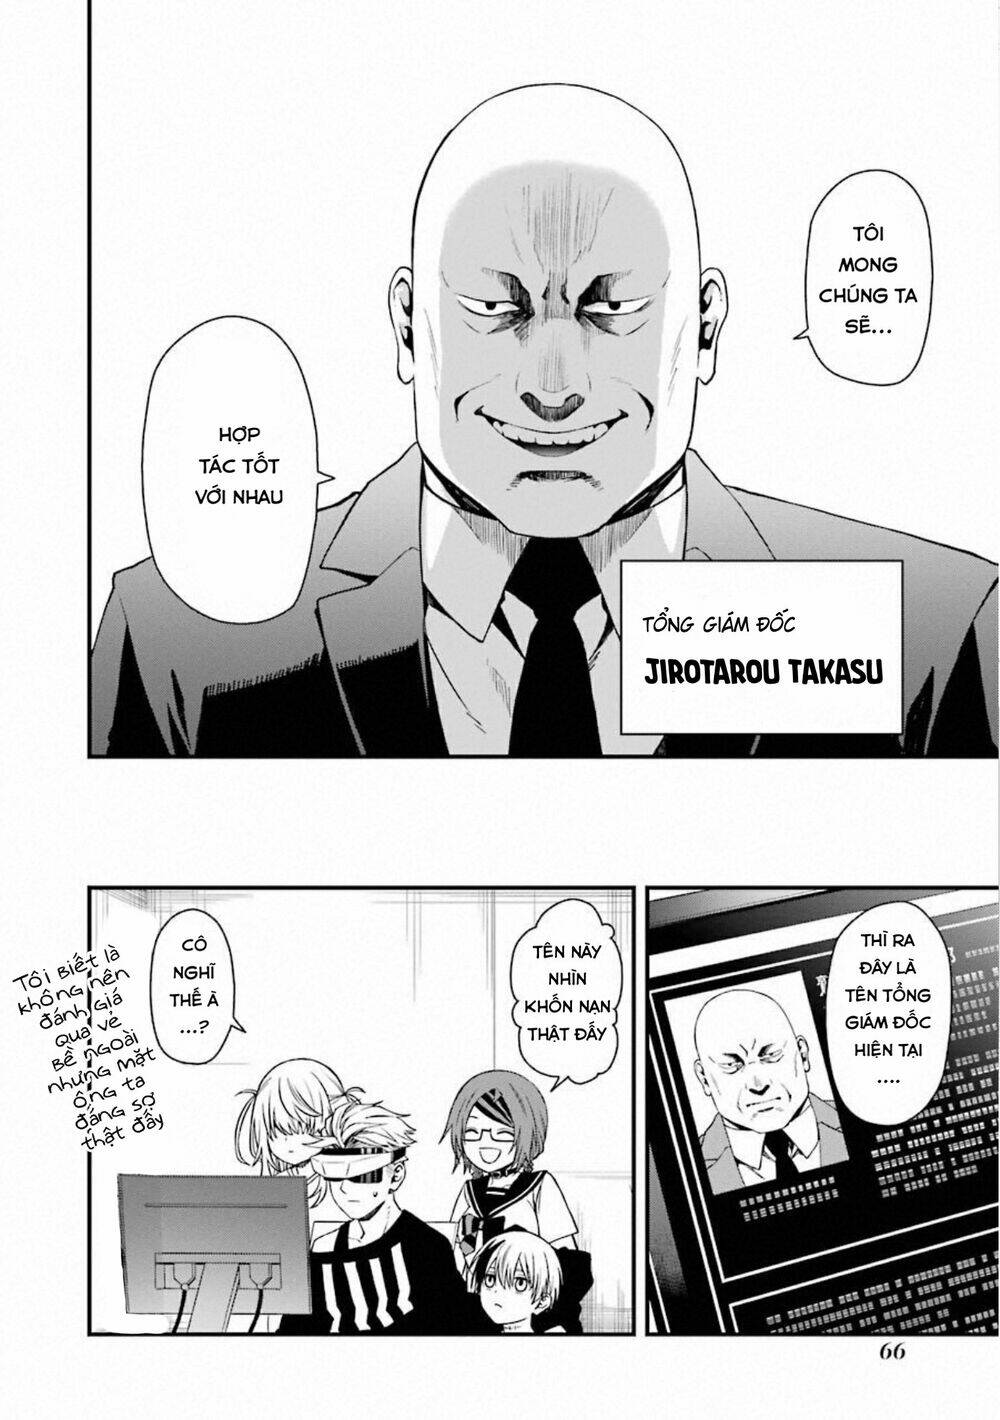 TÔI
MONG
CHÚNG TA
SẼ...
HỢP
TÁC TỐT
VỚI NHAU
TỔNG GIÁM ĐỐC
JIROTAROU TAKASU
THÌ RA
ĐÂY LÀ
TÊN TỔNG
GIÁM ĐỐC
HIỆN TẠI
....
TÊN NÀY
NHÌN
KHỐN NẠN
THẬT ĐẤY
CÔ
NGHĨ
THẾ À
...?
Tôi biết là
không nên
đánh giá
Qua vẻ
Bề ngoài
nhưng mặt
ông ta
đáng sợ
thật đấy
66